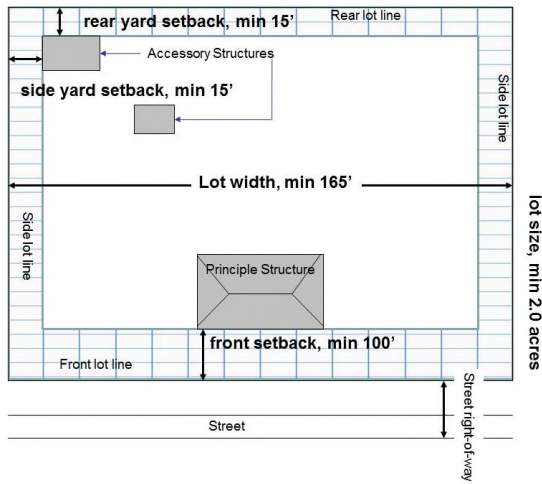 Rear lot line
rear yard setback, min 15’
Accessory Structures
side yard setback, min 15’
Side lot line
Lot width, min 165’
lot size, min 2.0 acres
Side lot line
Principle Structure
front setback, min 100’
Front lot line
Street right-of-way
Street